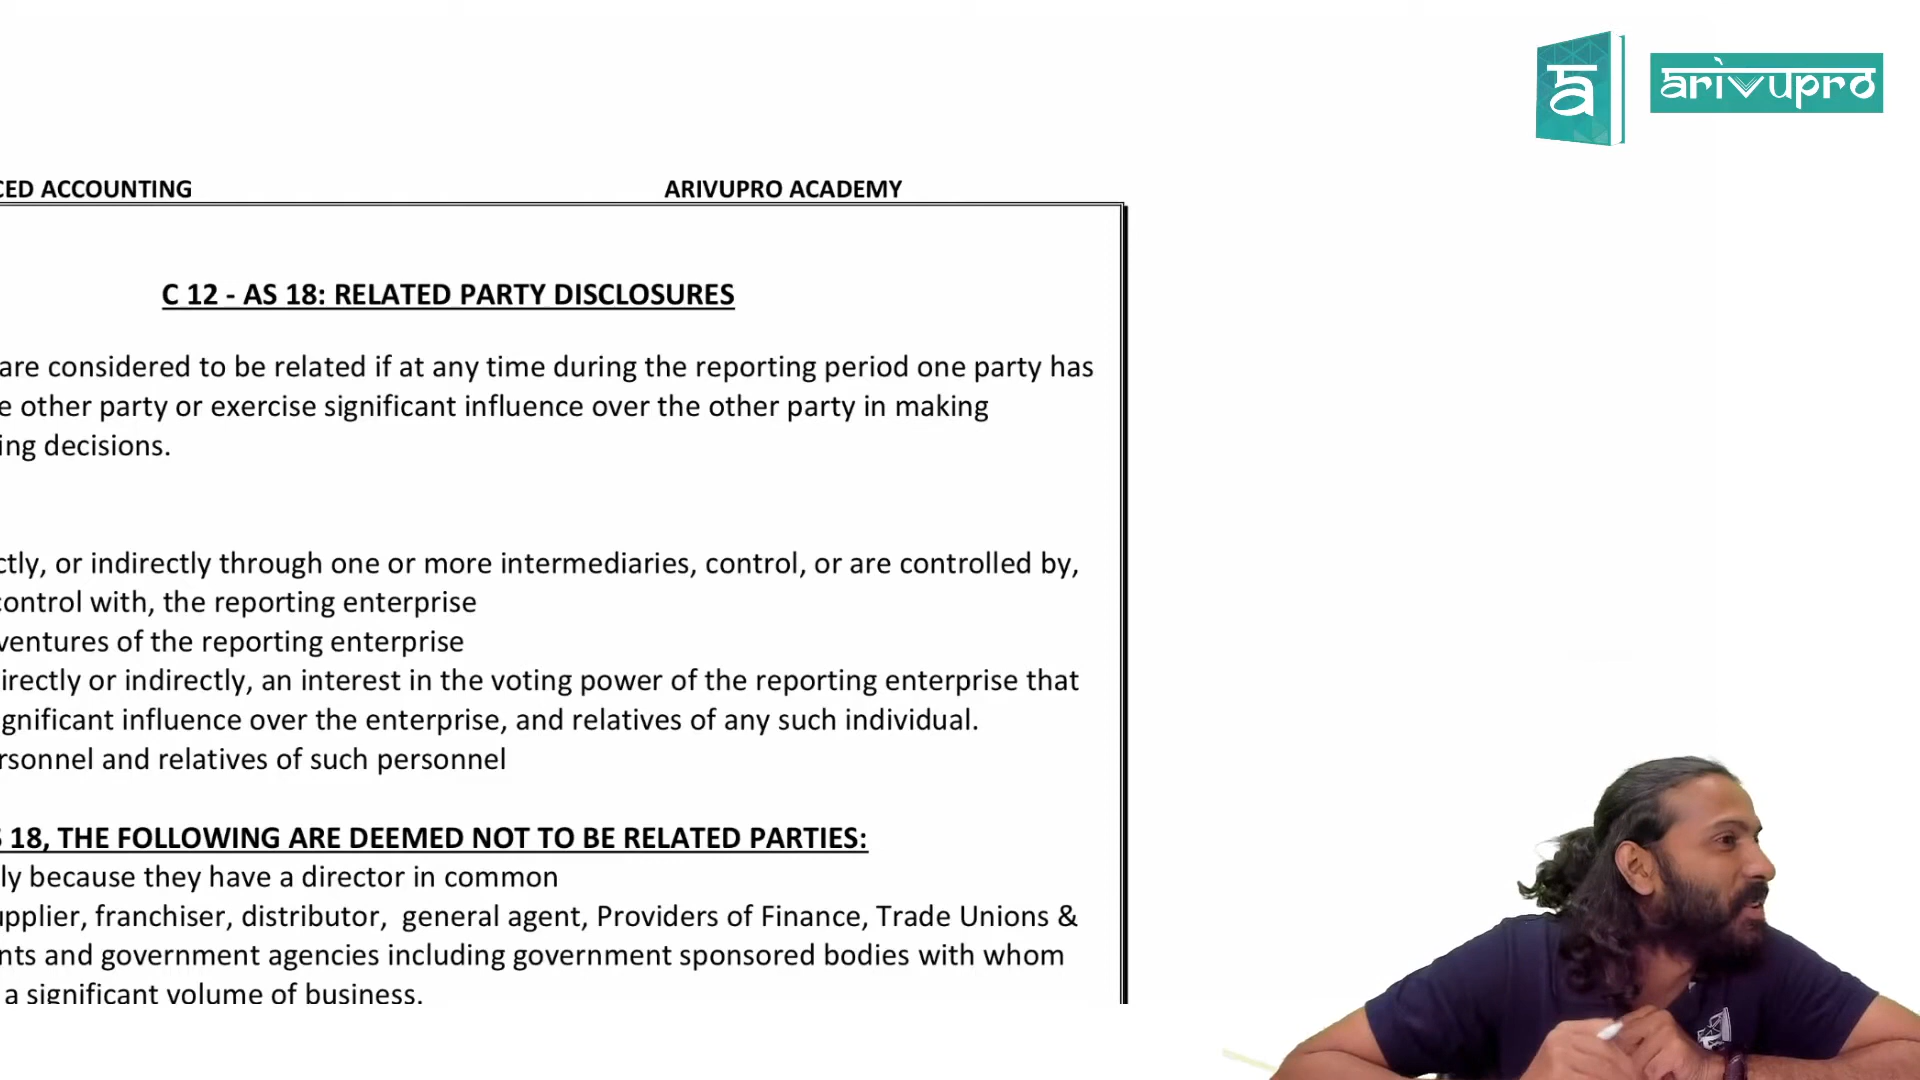 arivupro
CED ACCOUNTING ARIVUPRO ACADEMY
C 12 - AS 18: RELATED PARTY DISCLOSURES
are considered to be related if at any time during the reporting period one party has
e other party or exercise significant influence over the other party in making
ing decisions.
ctly, or indirectly through one or more intermediaries, control, or are controlled by,
control with, the reporting enterprise
ventures of the reporting enterprise
irectly or indirectly, an interest in the voting power of the reporting enterprise that
gnificant influence over the enterprise, and relatives of any such individual.
rsonnel and relatives of such personnel
18, THE FOLLOWING ARE DEEMED NOT TO BE RELATED PARTIES:
ly because they have a director in common
upplier, franchiser, distributor, general agent, Providers of Finance, Trade Unions &
nts and government agencies including government sponsored bodies with whom
a significant volume of business.